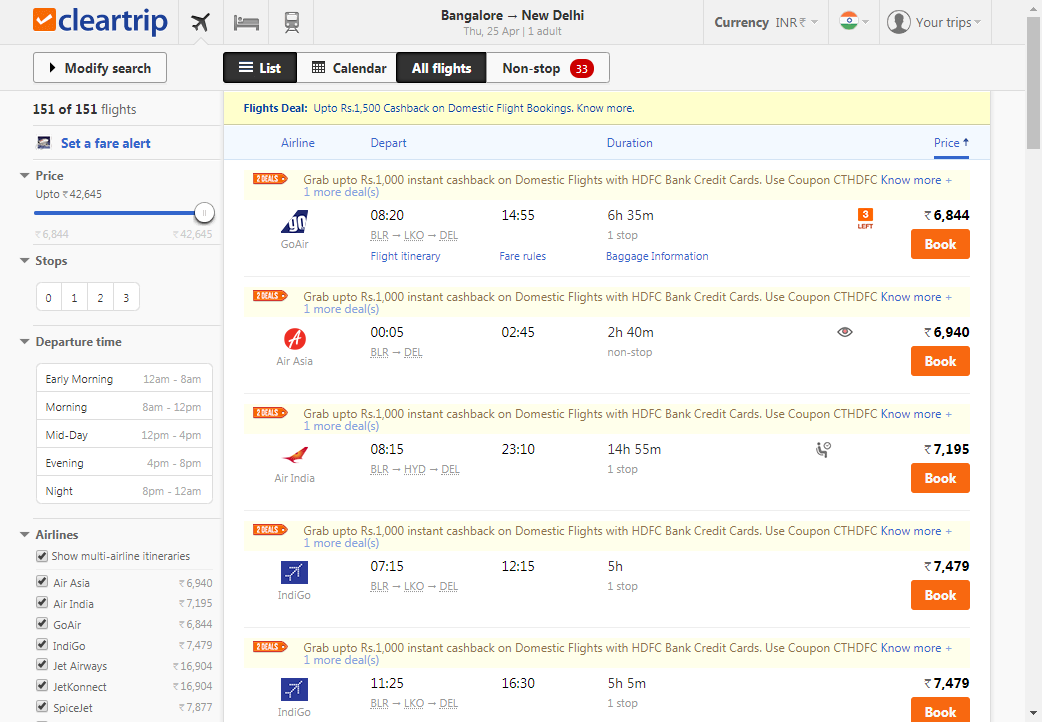 cleartrip
Bangalore → New Delhi
Thu, 25 Apr | 1 adult
Currency INR ₹
Your trips
Modify search
List
Calendar
All flights
Non-stop 33
151 of 151 flights
Flights Deal: Upto Rs.1,500 Cashback on Domestic Flight Bookings. Know more.
Set a fare alert
Airline Depart Duration Price ↑
Price
Upto ₹ 42,645
₹ 6,844 ₹ 42,645
Stops
0 1 2 3
Departure time
Early Morning 12am - 8am
Morning 8am - 12pm
Mid-Day 12pm - 4pm
Evening 4pm - 8pm
Night 8pm - 12am
Airlines
Show multi-airline itineraries
Air Asia ₹ 6,940
Air India ₹ 7,195
GoAir ₹ 6,844
IndiGo ₹ 7,479
Jet Airways ₹ 16,904
JetKonnect ₹ 16,904
SpiceJet ₹ 7,877
2 DEALS Grab upto Rs.1,000 instant cashback on Domestic Flights with HDFC Bank Credit Cards. Use Coupon CTHDFC Know more +
1 more deal(s)
go 08:20 14:55 6h 35m 3 LEFT ₹ 6,844
GoAir BLR → LKO → DEL 1 stop Book
Flight itinerary Fare rules Baggage Information
2 DEALS Grab upto Rs.1,000 instant cashback on Domestic Flights with HDFC Bank Credit Cards. Use Coupon CTHDFC Know more +
1 more deal(s)
00:05 02:45 2h 40m ₹ 6,940
Air Asia BLR → DEL non-stop Book
2 DEALS Grab upto Rs.1,000 instant cashback on Domestic Flights with HDFC Bank Credit Cards. Use Coupon CTHDFC Know more +
1 more deal(s)
08:15 23:10 14h 55m ₹ 7,195
Air India BLR → HYD → DEL 1 stop Book
2 DEALS Grab upto Rs.1,000 instant cashback on Domestic Flights with HDFC Bank Credit Cards. Use Coupon CTHDFC Know more +
1 more deal(s)
07:15 12:15 5h ₹ 7,479
IndiGo BLR → LKO → DEL 1 stop Book
2 DEALS Grab upto Rs.1,000 instant cashback on Domestic Flights with HDFC Bank Credit Cards. Use Coupon CTHDFC Know more +
1 more deal(s)
11:25 16:30 5h 5m ₹ 7,479
IndiGo BLR → LKO → DEL 1 stop Book